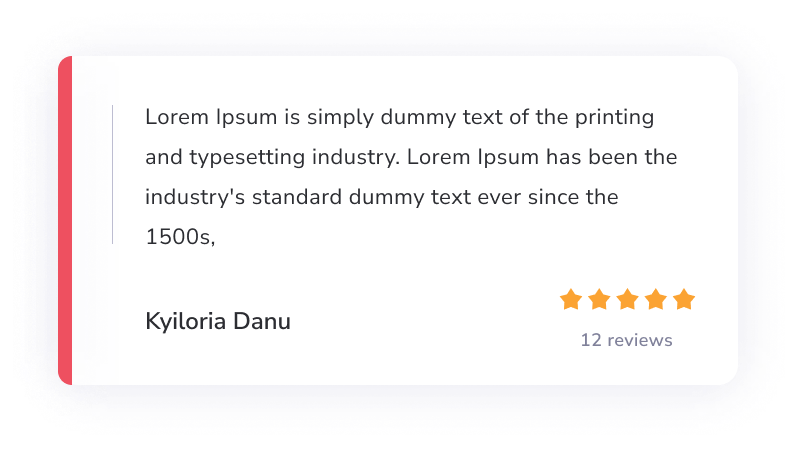 Lorem Ipsum is simply dummy text of the printing
and typesetting industry. Lorem Ipsum has been the
industry's standard dummy text ever since the
1500s,
Kyiloria Danu
12 reviews